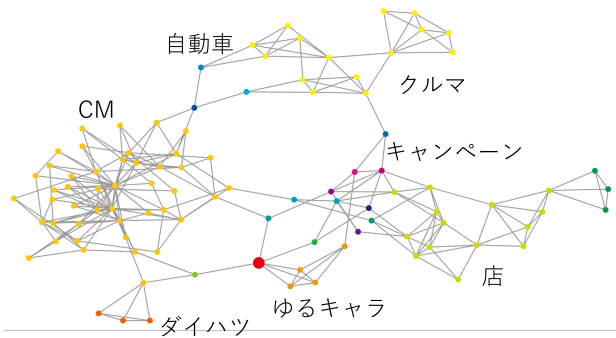 自動車
クルマ
CM
キャンペーン
店
ゆるキャラ
ダイハツ